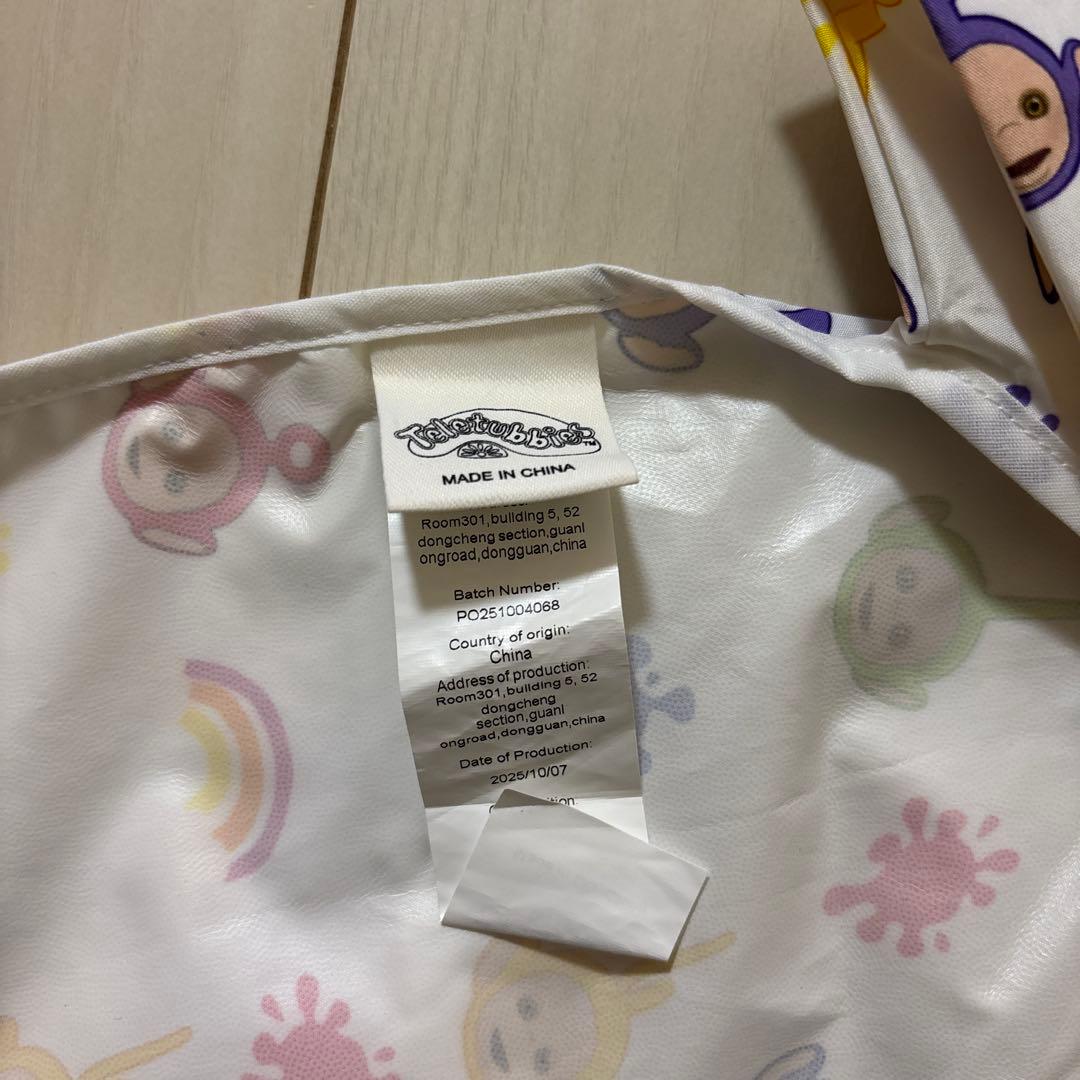 Teletubbies™
MADE IN CHINA
Room301,building 5, 52
dongcheng section,guanl
ongroad,dongguan,china
Batch Number:
PO251004068
Country of origin:
China
Address of production:
Room301,building 5, 52
dongcheng
section,guanl
ongroad,dongguan,china
Date of Production:
2025/10/07